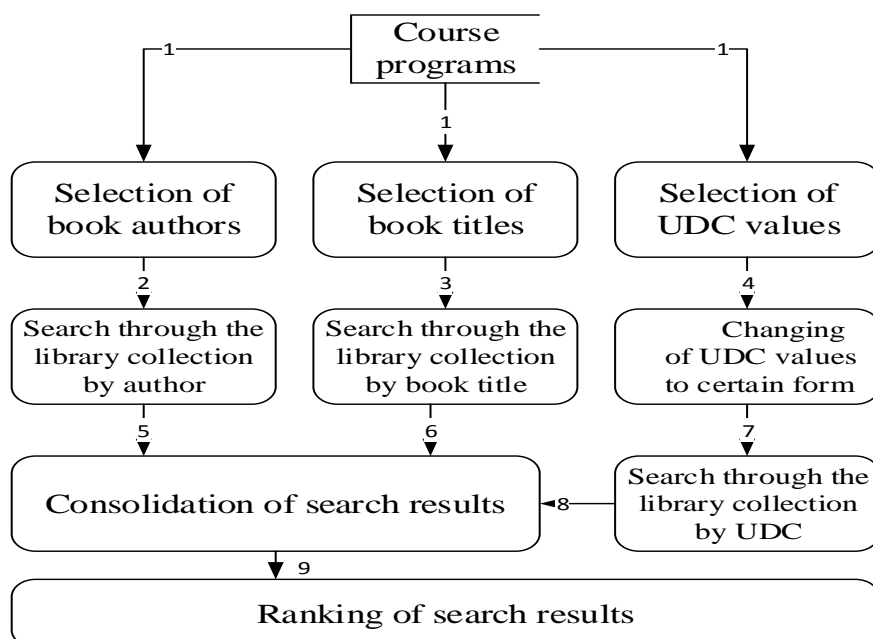 Course
programs
1
1
1
Selection of
book authors
Selection of
book titles
Selection of
UDC values
2
3
4
Search through the
library collection
by author
Search through the
library collection
by book title
Changing
of UDC values
to certain form
5
6
7
Consolidation of search results
8
Search through the
library collection
by UDC
9
Ranking of search results